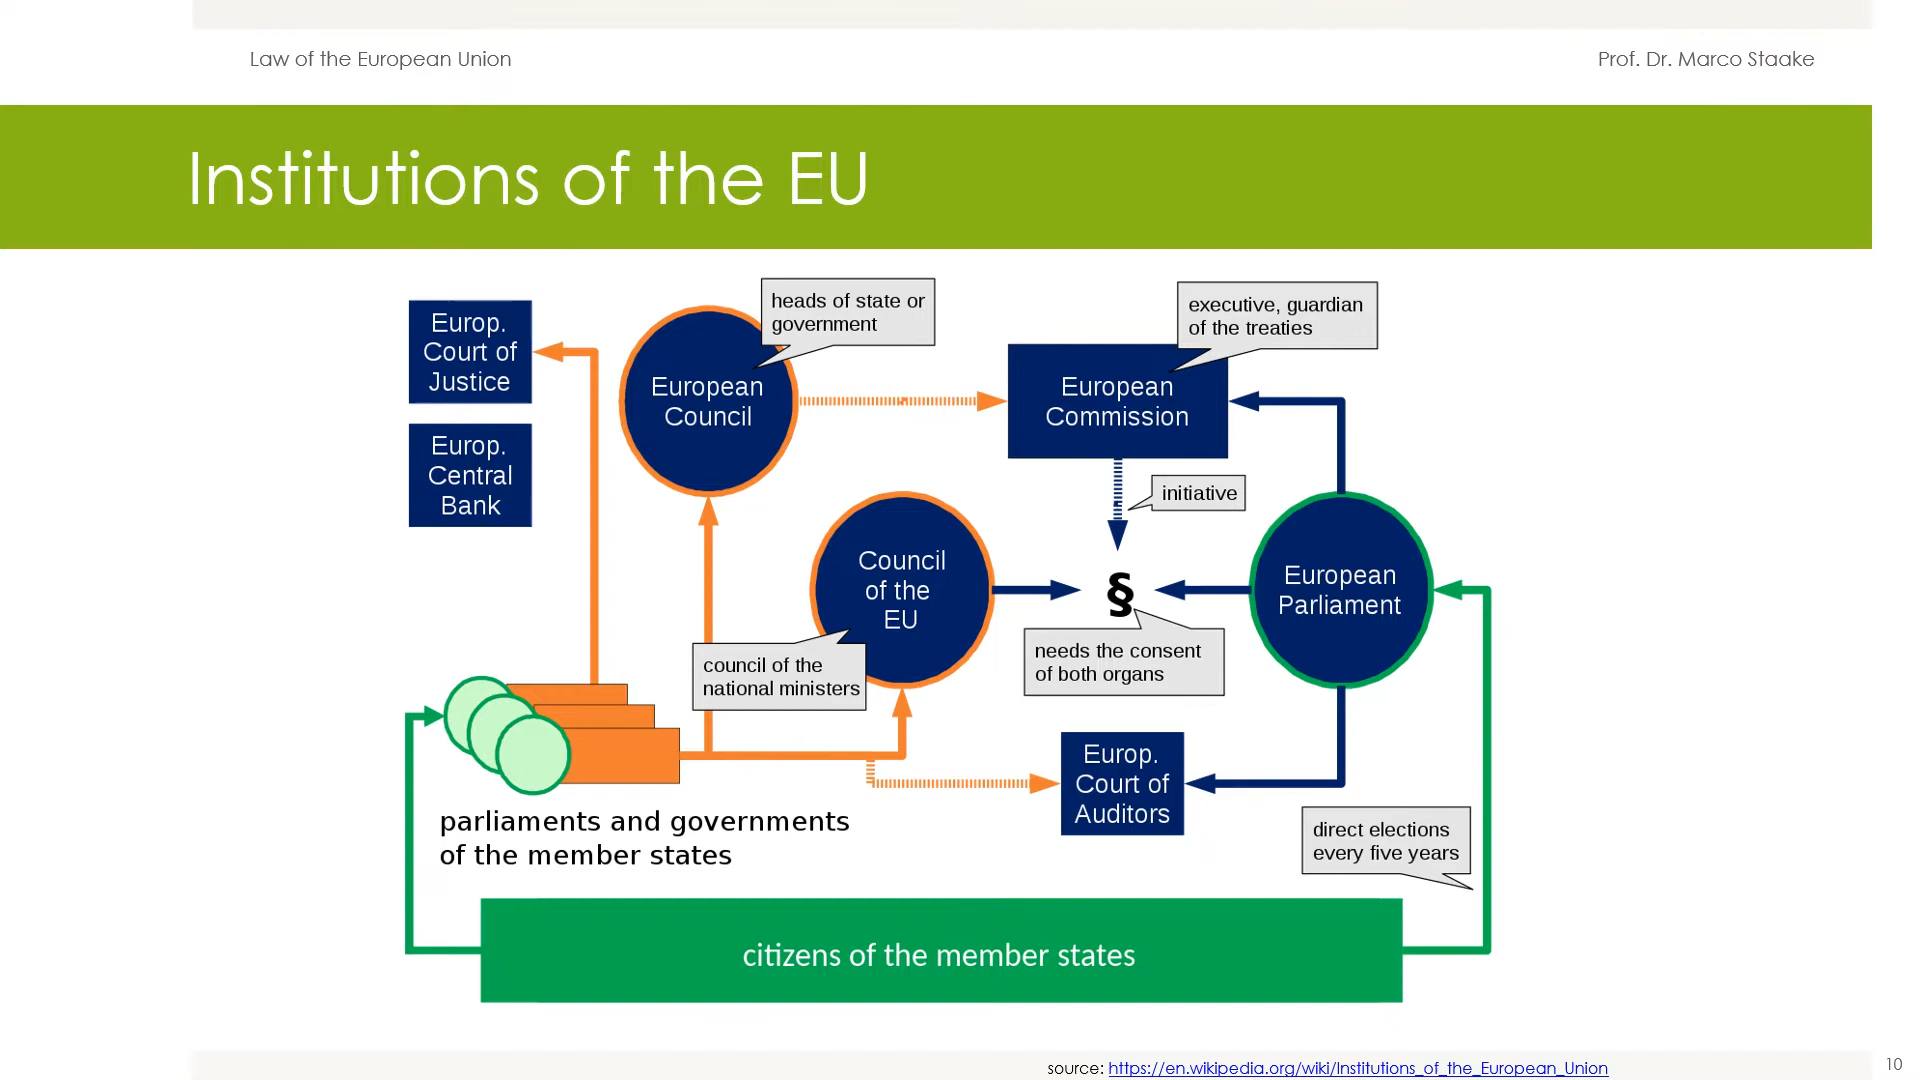 Law of the European Union
Prof. Dr. Marco Staake
Institutions of the EU
heads of state or
government
executive, guardian
of the treaties
Europ.
Court of
Justice
European
Council
European
Commission
Europ.
Central
Bank
initiative
Council
of the
EU
§
European
Parliament
council of the
national ministers
needs the consent
of both organs
Europ.
Court of
Auditors
parliaments and governments
of the member states
direct elections
every five years
citizens of the member states
source: https://en.wikipedia.org/wiki/Institutions_of_the_European_Union
10